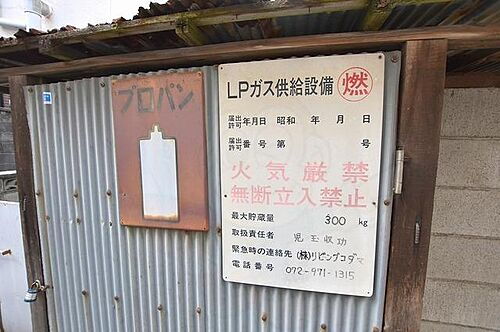 プロパン
LPガス供給設備 燃
届出許可年月日 昭和 年 月 日
届出許可番号 第 号
火気厳禁
無断立入禁止
最大貯蔵量 300 kg
取扱責任者 児玉収功
緊急時の連絡先 (株)リビングコダマ
電話番号 072-971-1315